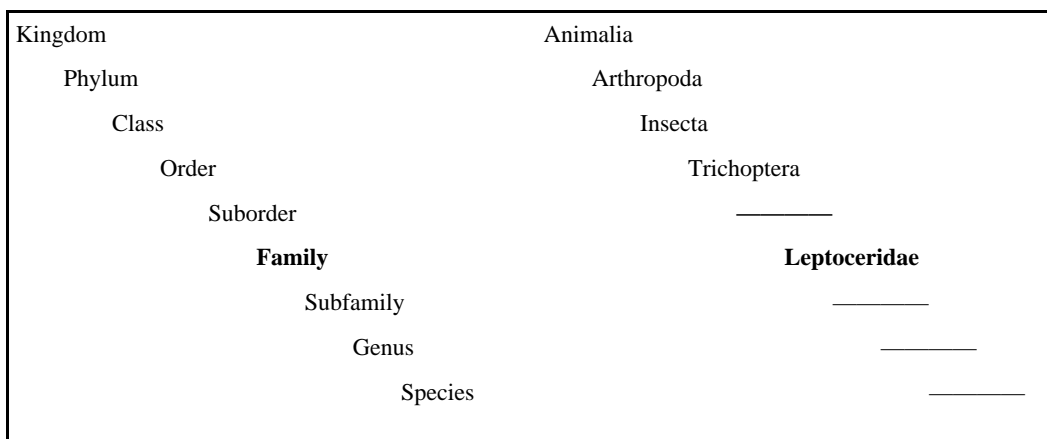 Kingdom Animalia
Phylum Arthropoda
Class Insecta
Order Trichoptera
Suborder ————
Family Leptoceridae
Subfamily ————
Genus ————
Species ————